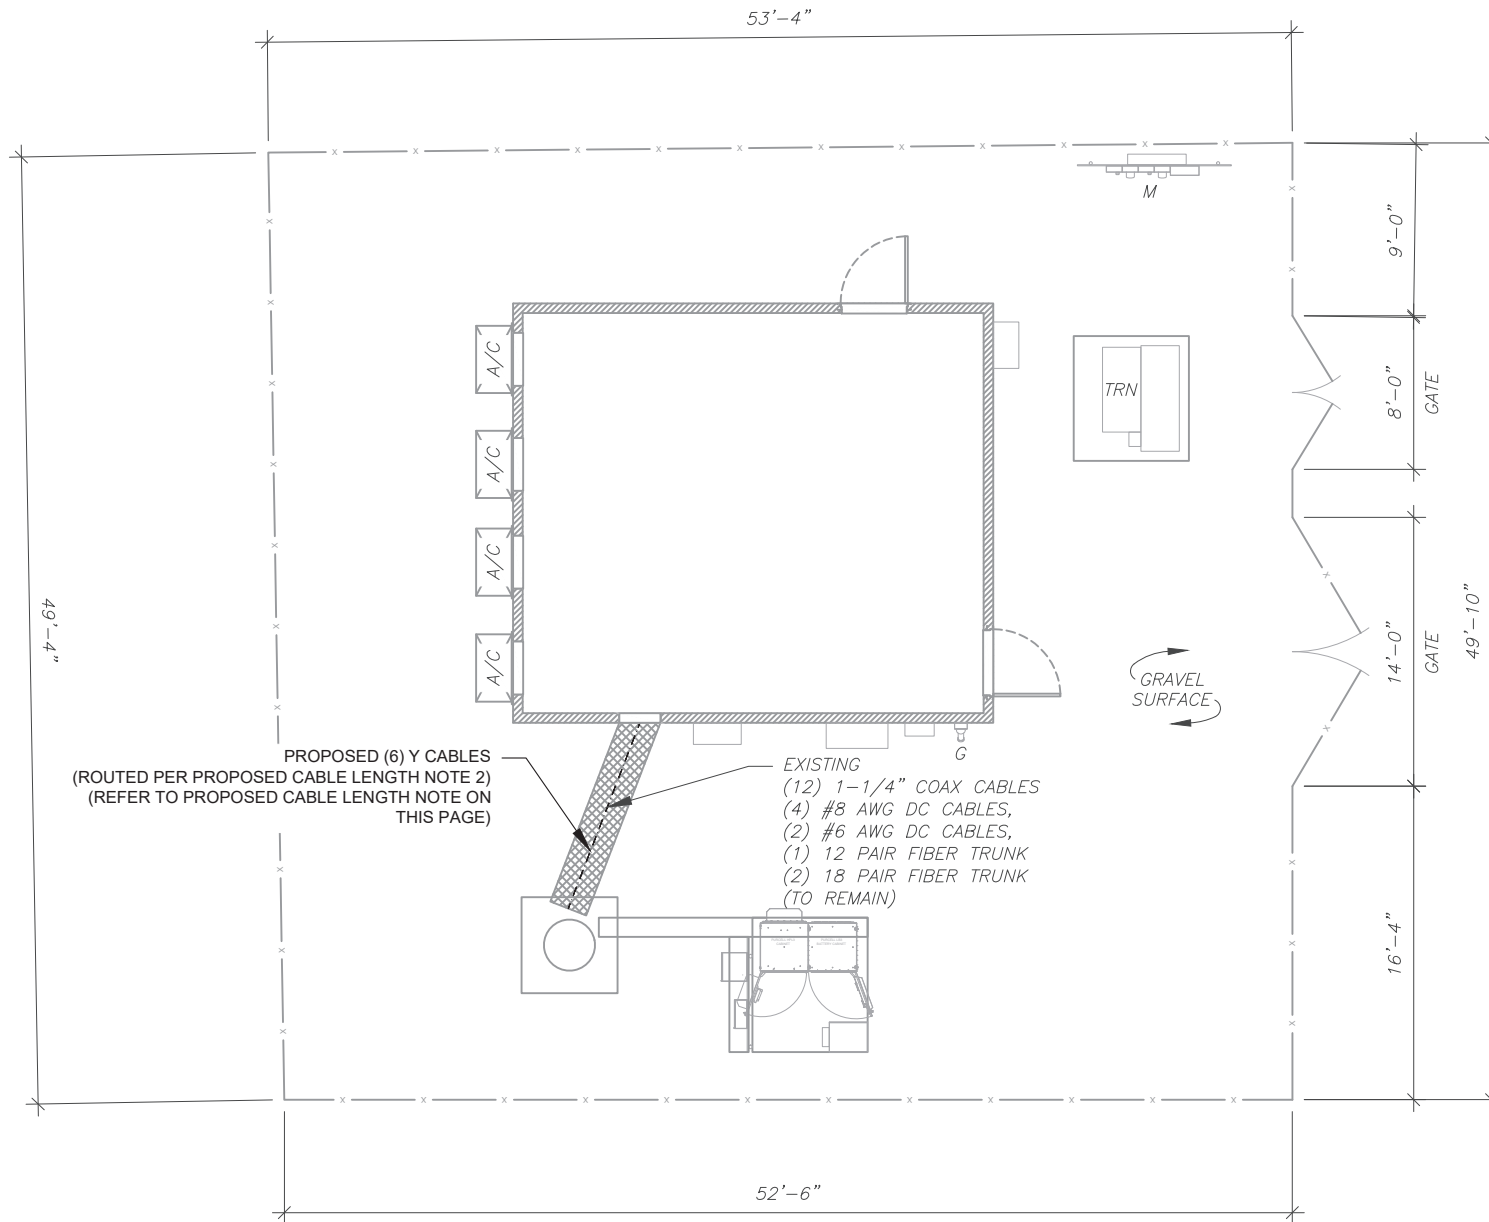 53'-4"
M
9'-0"
A/C
TRN
8'-0"
GATE
A/C
49'-4"
A/C
14'-0"
GATE
49'-10"
A/C
GRAVEL
SURFACE
PROPOSED (6) Y CABLES
(ROUTED PER PROPOSED CABLE LENGTH NOTE 2)
(REFER TO PROPOSED CABLE LENGTH NOTE ON
THIS PAGE)
G
EXISTING
(12) 1-1/4" COAX CABLES
(4) #8 AWG DC CABLES,
(2) #6 AWG DC CABLES,
(1) 12 PAIR FIBER TRUNK
(2) 18 PAIR FIBER TRUNK
(TO REMAIN)
16'-4"
52'-6"